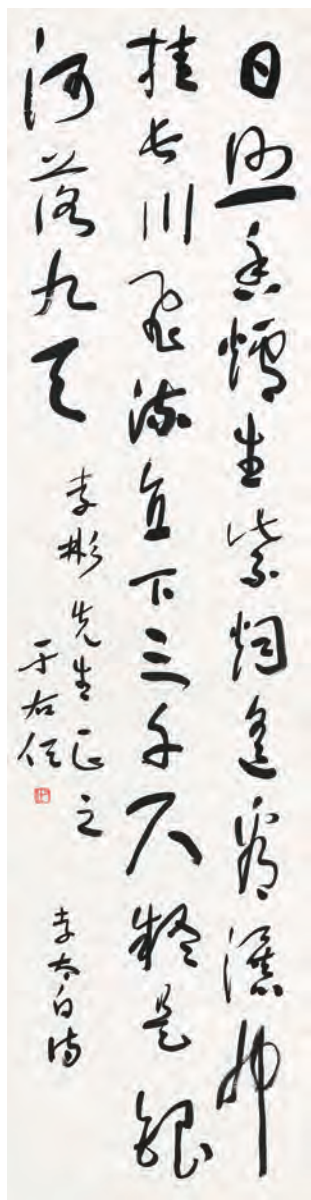 日照香爐生紫烟遙看瀑布
挂長川飛流直下三千尺疑是銀
河落九天
李彬先生正之
于右任
李太白詩